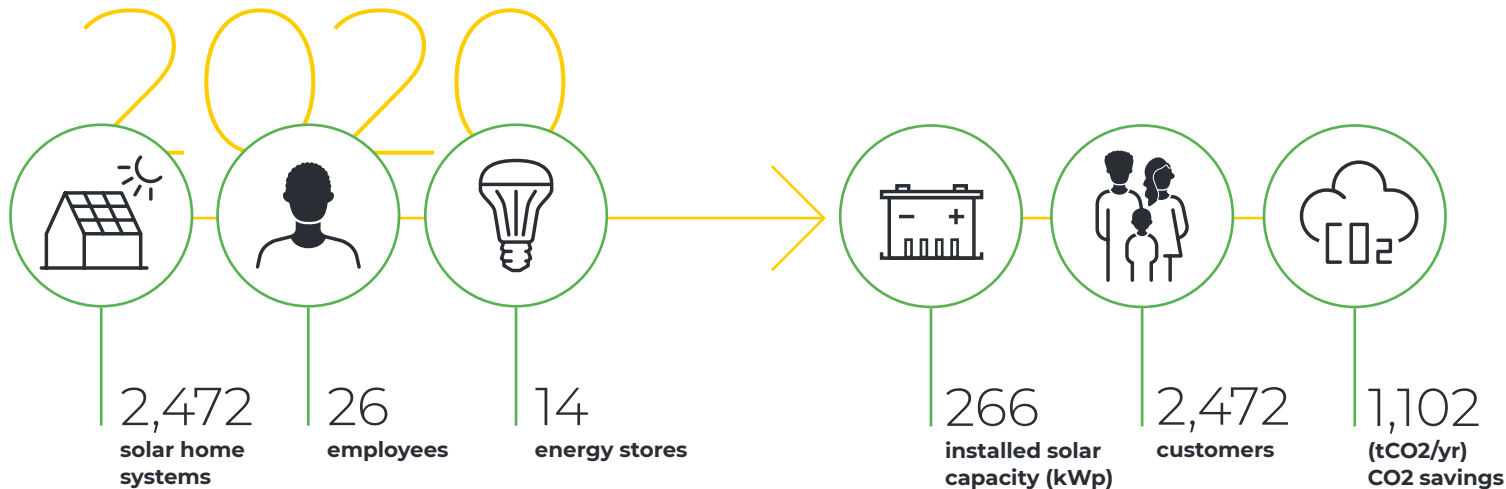 2020
CO2
2,472
solar home
systems
26
employees
14
energy stores
266
installed solar
capacity (kWp)
2,472
customers
1,102
(tCO2/yr)
CO2 savings